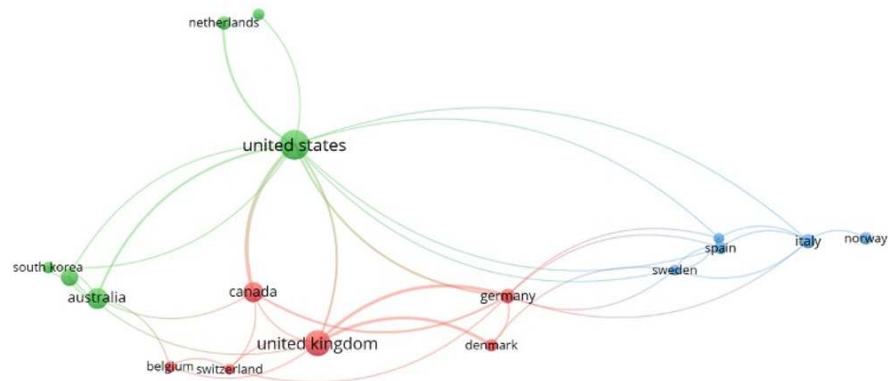 netherlands
united states
south korea
australia
canada
united kingdom
belgium
switzerland
germany
denmark
spain
sweden
italy
norway